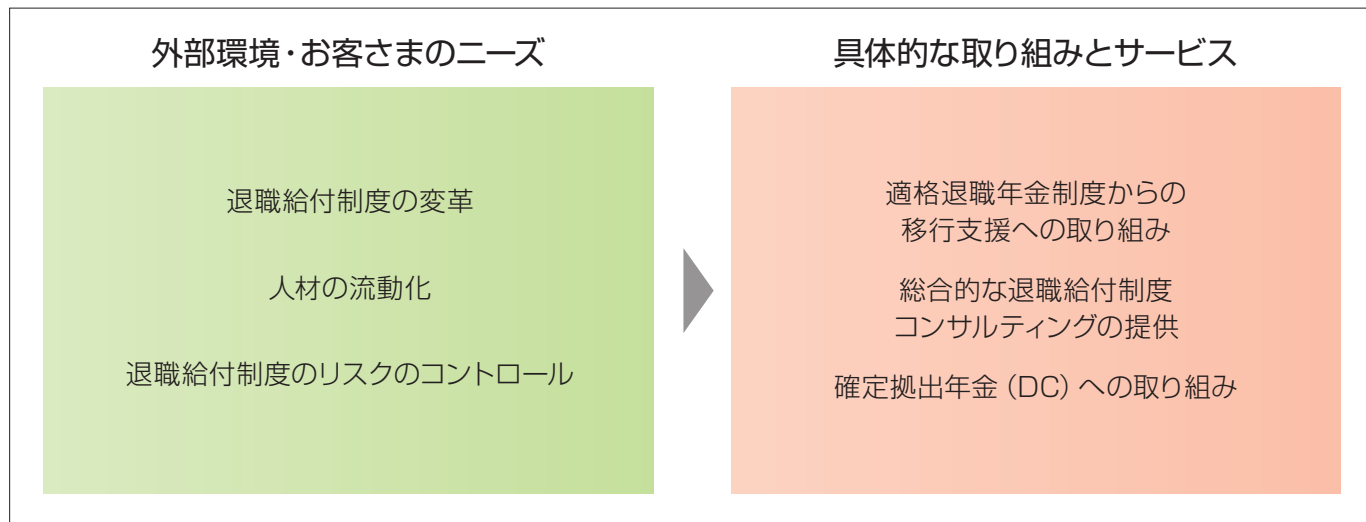 外部環境・お客さまのニーズ
退職給付制度の変革
人材の流動化
退職給付制度のリスクのコントロール
具体的な取り組みとサービス
適格退職年金制度からの
移行支援への取り組み
総合的な退職給付制度
コンサルティングの提供
確定拠出年金（DC）への取り組み